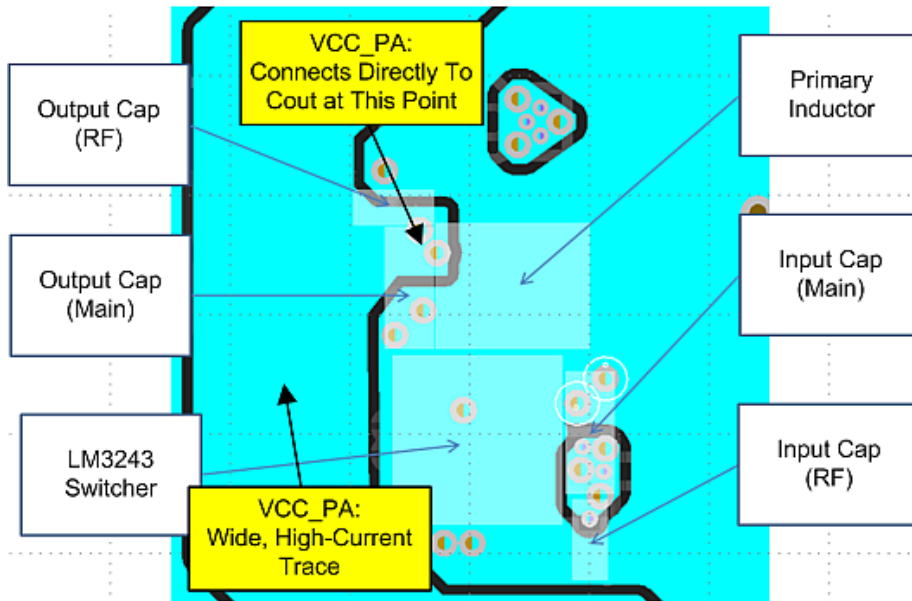 VCC_PA:
Connects Directly To
Cout at This Point
Output Cap
(RF)
Primary
Inductor
Output Cap
(Main)
Input Cap
(Main)
LM3243
Switcher
VCC_PA:
Wide, High-Current
Trace
Input Cap
(RF)